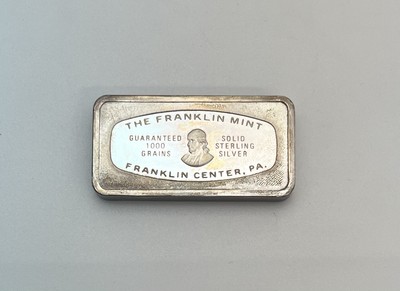 THE FRANKLIN MINT
GUARANTEED
1000
GRAINS
SOLID
STERLING
SILVER
FRANKLIN CENTER, PA.